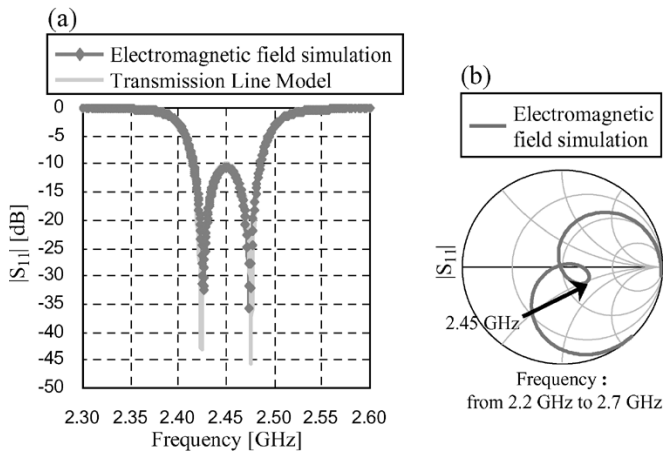 (a)
Electromagnetic field simulation
Transmission Line Model
0
-5
-10
-15
-20
-25
-30
-35
-40
-45
-50
|S11| [dB]
2.30 2.35 2.40 2.45 2.50 2.55 2.60
Frequency [GHz]
(b)
Electromagnetic
field simulation
|S11|
2.45 GHz
Frequency :
from 2.2 GHz to 2.7 GHz